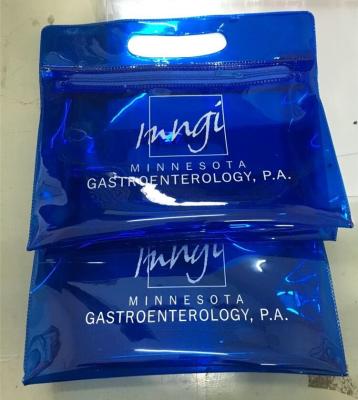 mngi
MINNESOTA
GASTROENTEROLOGY, P.A.
mngi
MINNESOTA
GASTROENTEROLOGY, P.A.